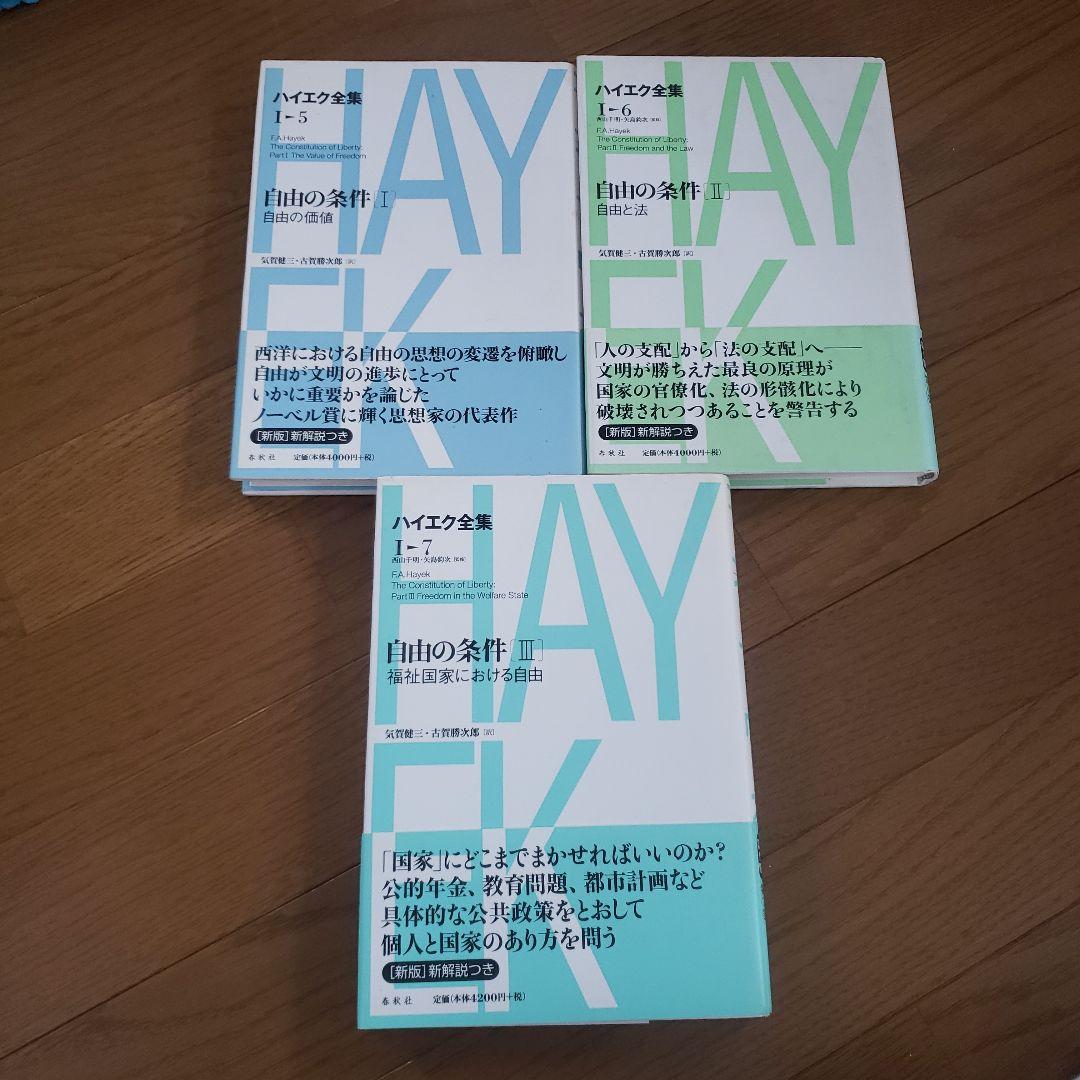 HAY
EK
ハイエク全集
I-5
F.A.Hayek
The Constitution of Liberty:
Part I The Value of Freedom
自由の条件[I]
自由の価値
気賀健三・古賀勝次郎[訳]
西洋における自由の思想の変遷を俯瞰し
自由が文明の進歩にとって
いかに重要かを論じた
ノーベル賞に輝く思想家の代表作
[新版]新解説つき
春秋社 定価(本体4000円+税)
HAY
EK
ハイエク全集
I-6
西山千明・矢島鈞次[監修]
F.A.Hayek
The Constitution of Liberty:
Part II Freedom and the Law
自由の条件[II]
自由と法
気賀健三・古賀勝次郎[訳]
「人の支配」から「法の支配」へ――
文明が勝ちえた最良の原理が
国家の官僚化、法の形骸化により
破壊されつつあることを警告する
[新版]新解説つき
春秋社 定価(本体4000円+税)
HAY
EK
ハイエク全集
I-7
西山千明・矢島鈞次[監修]
F.A.Hayek
The Constitution of Liberty:
Part III Freedom in the Welfare State
自由の条件[III]
福祉国家における自由
気賀健三・古賀勝次郎[訳]
「国家」にどこまでまかせればいいのか?
公的年金、教育問題、都市計画など
具体的な公共政策をとおして
個人と国家のあり方を問う
[新版]新解説つき
春秋社 定価(本体4200円+税)